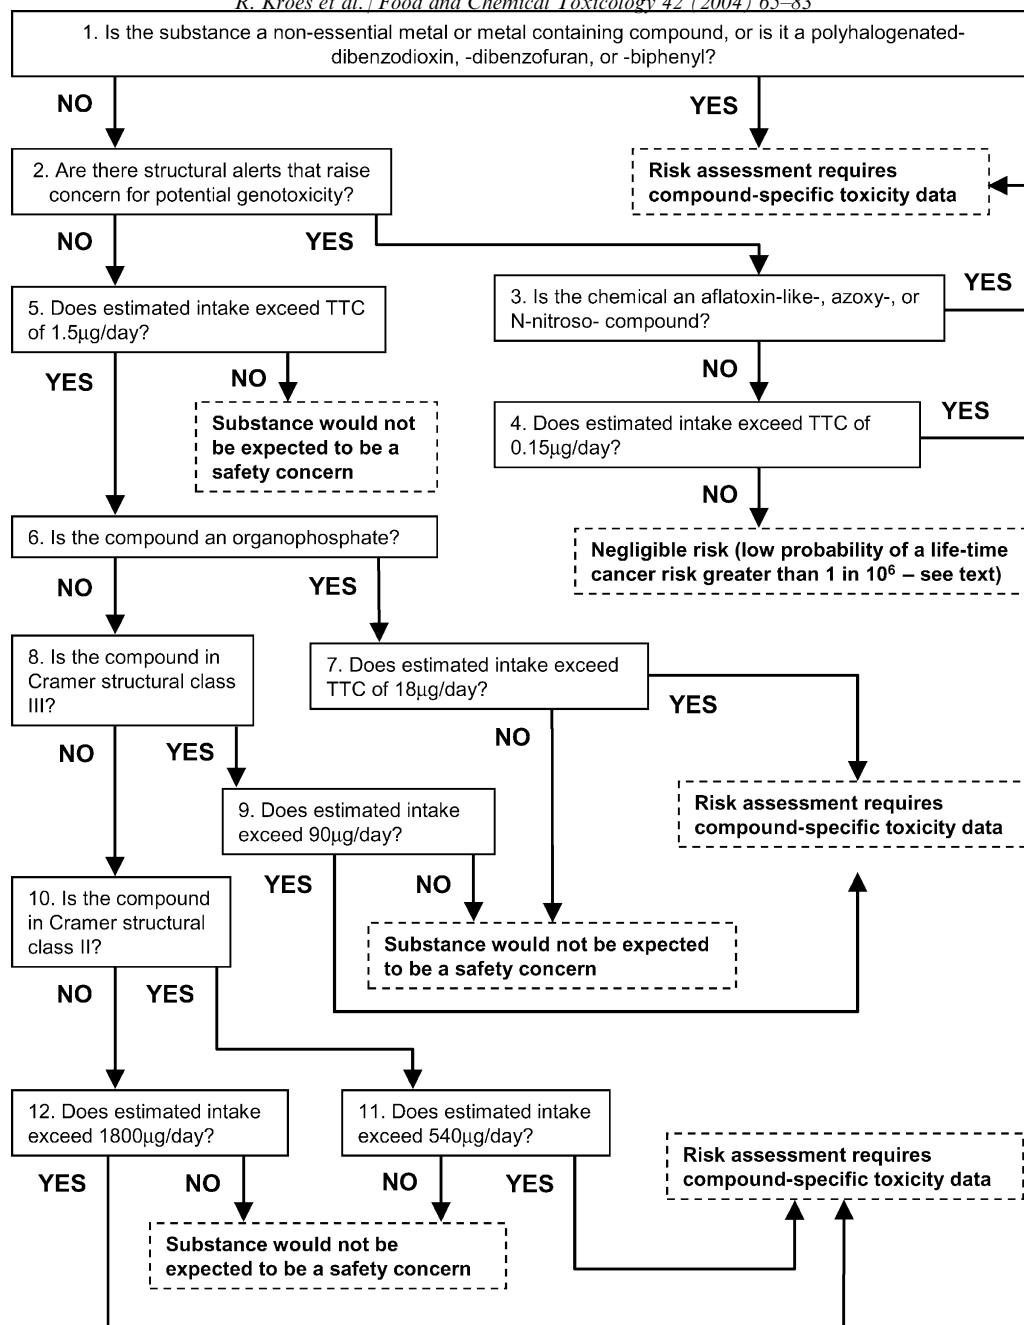 R. Kroes et al. / Food and Chemical Toxicology 42 (2004) 65–83
1. Is the substance a non-essential metal or metal containing compound, or is it a polyhalogenated-
dibenzodioxin, -dibenzofuran, or -biphenyl?
NO
YES
2. Are there structural alerts that raise
concern for potential genotoxicity?
Risk assessment requires
compound-specific toxicity data
NO
YES
5. Does estimated intake exceed TTC
of 1.5µg/day?
3. Is the chemical an aflatoxin-like-, azoxy-, or
N-nitroso- compound?
YES
YES
NO
NO
Substance would not
be expected to be a
safety concern
4. Does estimated intake exceed TTC of
0.15µg/day?
YES
NO
6. Is the compound an organophosphate?
Negligible risk (low probability of a life-time
cancer risk greater than 1 in 10⁶ – see text)
NO
YES
8. Is the compound in
Cramer structural class
III?
7. Does estimated intake exceed
TTC of 18µg/day?
YES
NO
NO
YES
9. Does estimated intake
exceed 90µg/day?
Risk assessment requires
compound-specific toxicity data
YES
NO
10. Is the compound
in Cramer structural
class II?
Substance would not be expected
to be a safety concern
NO
YES
12. Does estimated intake
exceed 1800µg/day?
11. Does estimated intake
exceed 540µg/day?
Risk assessment requires
compound-specific toxicity data
YES
NO
NO
YES
Substance would not be
expected to be a safety concern